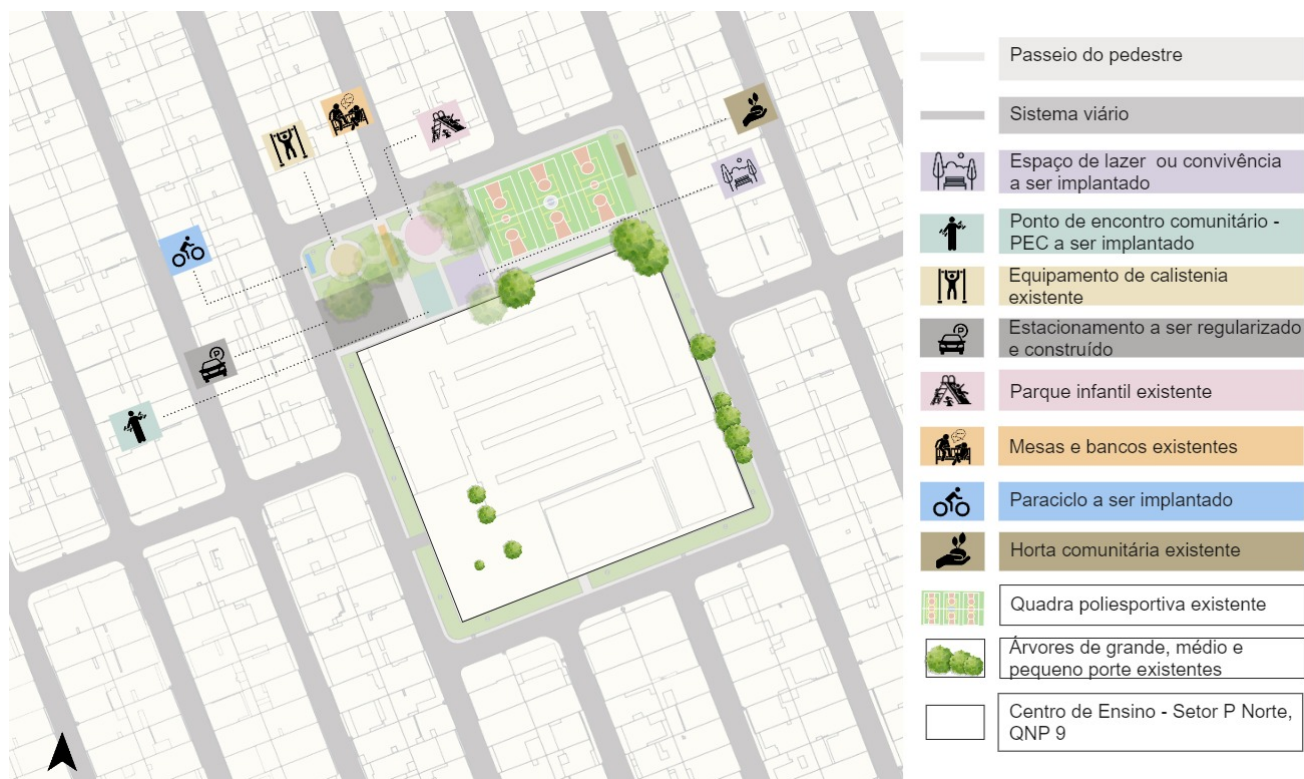 Passeio do pedestre
Sistema viário
Espaço de lazer ou convivência
a ser implantado
Ponto de encontro comunitário -
PEC a ser implantado
Equipamento de calistenia
existente
Estacionamento a ser regularizado
e construído
Parque infantil existente
Mesas e bancos existentes
Paraciclo a ser implantado
Horta comunitária existente
Quadra poliesportiva existente
Árvores de grande, médio e
pequeno porte existentes
Centro de Ensino - Setor P Norte,
QNP 9